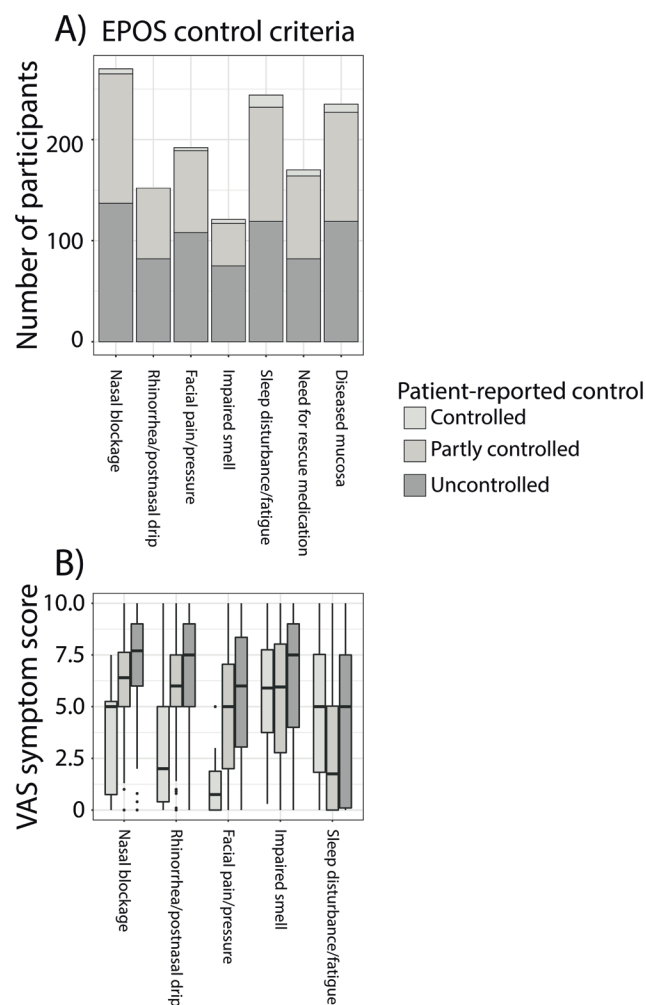 A) EPOS control criteria
Number of participants
200
100
0
Nasal blockage
Rhinorrhea/postnasal drip
Facial pain/pressure
Impaired smell
Sleep disturbance/fatigue
Need for rescue medication
Diseased mucosa
Patient-reported control
Controlled
Partly controlled
Uncontrolled
B)
VAS symptom score
10.0
7.5
5.0
2.5
0
Nasal blockage
Rhinorrhea/postnasal drip
Facial pain/pressure
Impaired smell
Sleep disturbance/fatigue